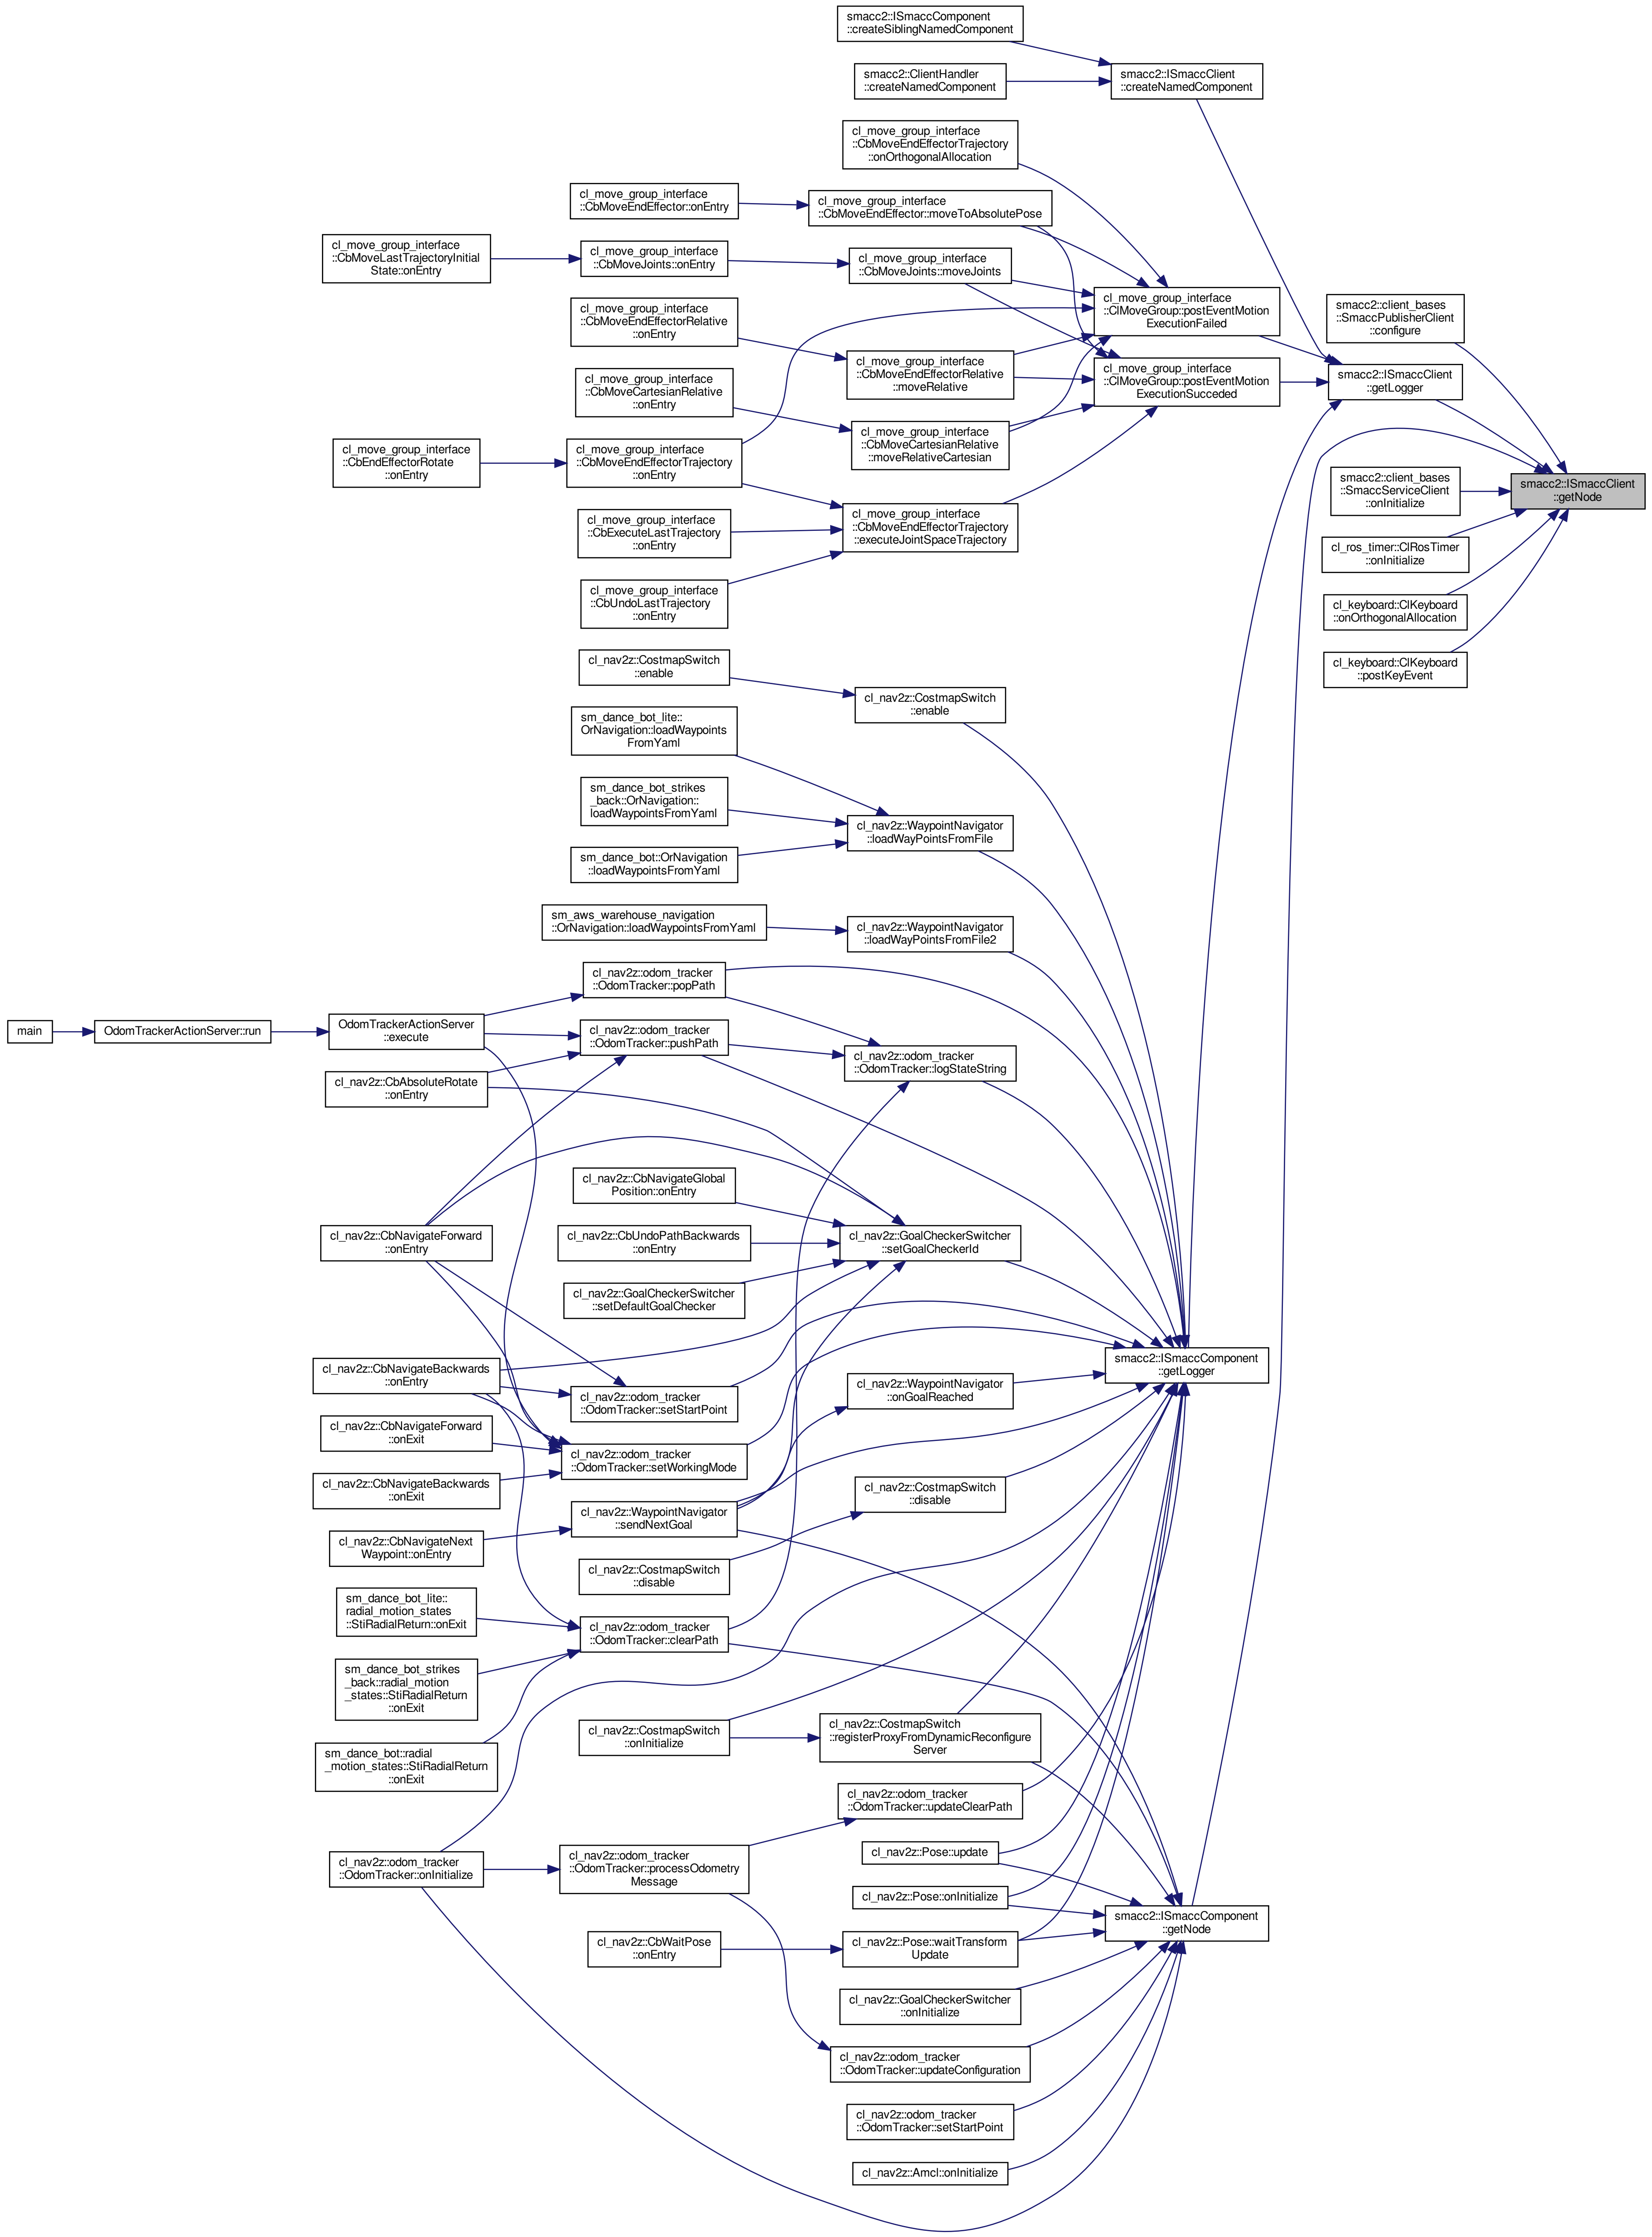 smacc2::ISmaccComponent
::createSiblingNamedComponent
smacc2::ClientHandler
::createNamedComponent
smacc2::ISmaccClient
::createNamedComponent
cl_move_group_interface
::CbMoveEndEffectorTrajectory
::onOrthogonalAllocation
cl_move_group_interface
::CbMoveEndEffector::onEntry
cl_move_group_interface
::CbMoveEndEffector::moveToAbsolutePose
cl_move_group_interface
::CbMoveLastTrajectoryInitial
State::onEntry
cl_move_group_interface
::CbMoveJoints::onEntry
cl_move_group_interface
::CbMoveJoints::moveJoints
cl_move_group_interface
::ClMoveGroup::postEventMotion
ExecutionFailed
smacc2::client_bases
::SmaccPublisherClient
::configure
cl_move_group_interface
::CbMoveEndEffectorRelative
::onEntry
cl_move_group_interface
::CbMoveEndEffectorRelative
::moveRelative
cl_move_group_interface
::ClMoveGroup::postEventMotion
ExecutionSucceded
smacc2::ISmaccClient
::getLogger
cl_move_group_interface
::CbMoveCartesianRelative
::onEntry
cl_move_group_interface
::CbMoveCartesianRelative
::moveRelativeCartesian
cl_move_group_interface
::CbEndEffectorRotate
::onEntry
cl_move_group_interface
::CbMoveEndEffectorTrajectory
::onEntry
smacc2::client_bases
::SmaccServiceClient
::onInitialize
smacc2::ISmaccClient
::getNode
cl_move_group_interface
::CbExecuteLastTrajectory
::onEntry
cl_move_group_interface
::CbMoveEndEffectorTrajectory
::executeJointSpaceTrajectory
cl_ros_timer::ClRosTimer
::onInitialize
cl_move_group_interface
::CbUndoLastTrajectory
::onEntry
cl_keyboard::ClKeyboard
::onOrthogonalAllocation
cl_keyboard::ClKeyboard
::postKeyEvent
cl_nav2z::CostmapSwitch
::enable
cl_nav2z::CostmapSwitch
::enable
sm_dance_bot_lite::
OrNavigation::loadWaypoints
FromYaml
sm_dance_bot_strikes
_back::OrNavigation::
loadWaypointsFromYaml
cl_nav2z::WaypointNavigator
::loadWayPointsFromFile
sm_dance_bot::OrNavigation
::loadWaypointsFromYaml
sm_aws_warehouse_navigation
::OrNavigation::loadWaypointsFromYaml
cl_nav2z::WaypointNavigator
::loadWayPointsFromFile2
cl_nav2z::odom_tracker
::OdomTracker::popPath
main
OdomTrackerActionServer::run
OdomTrackerActionServer
::execute
cl_nav2z::odom_tracker
::OdomTracker::pushPath
cl_nav2z::odom_tracker
::OdomTracker::logStateString
cl_nav2z::CbAbsoluteRotate
::onEntry
cl_nav2z::CbNavigateGlobal
Position::onEntry
cl_nav2z::CbNavigateForward
::onEntry
cl_nav2z::CbUndoPathBackwards
::onEntry
cl_nav2z::GoalCheckerSwitcher
::setGoalCheckerId
cl_nav2z::GoalCheckerSwitcher
::setDefaultGoalChecker
cl_nav2z::CbNavigateBackwards
::onEntry
cl_nav2z::odom_tracker
::OdomTracker::setStartPoint
cl_nav2z::WaypointNavigator
::onGoalReached
smacc2::ISmaccComponent
::getLogger
cl_nav2z::CbNavigateForward
::onExit
cl_nav2z::odom_tracker
::OdomTracker::setWorkingMode
cl_nav2z::CbNavigateBackwards
::onExit
cl_nav2z::CostmapSwitch
::disable
cl_nav2z::WaypointNavigator
::sendNextGoal
cl_nav2z::CbNavigateNext
Waypoint::onEntry
cl_nav2z::CostmapSwitch
::disable
sm_dance_bot_lite::
radial_motion_states
::StiRadialReturn::onExit
cl_nav2z::odom_tracker
::OdomTracker::clearPath
sm_dance_bot_strikes
_back::radial_motion
_states::StiRadialReturn
::onExit
cl_nav2z::CostmapSwitch
::onInitialize
cl_nav2z::CostmapSwitch
::registerProxyFromDynamicReconfigure
Server
sm_dance_bot::radial
_motion_states::StiRadialReturn
::onExit
cl_nav2z::odom_tracker
::OdomTracker::updateClearPath
cl_nav2z::odom_tracker
::OdomTracker::onInitialize
cl_nav2z::odom_tracker
::OdomTracker::processOdometry
Message
cl_nav2z::Pose::update
cl_nav2z::Pose::onInitialize
smacc2::ISmaccComponent
::getNode
cl_nav2z::CbWaitPose
::onEntry
cl_nav2z::Pose::waitTransform
Update
cl_nav2z::GoalCheckerSwitcher
::onInitialize
cl_nav2z::odom_tracker
::OdomTracker::updateConfiguration
cl_nav2z::odom_tracker
::OdomTracker::setStartPoint
cl_nav2z::Amcl::onInitialize